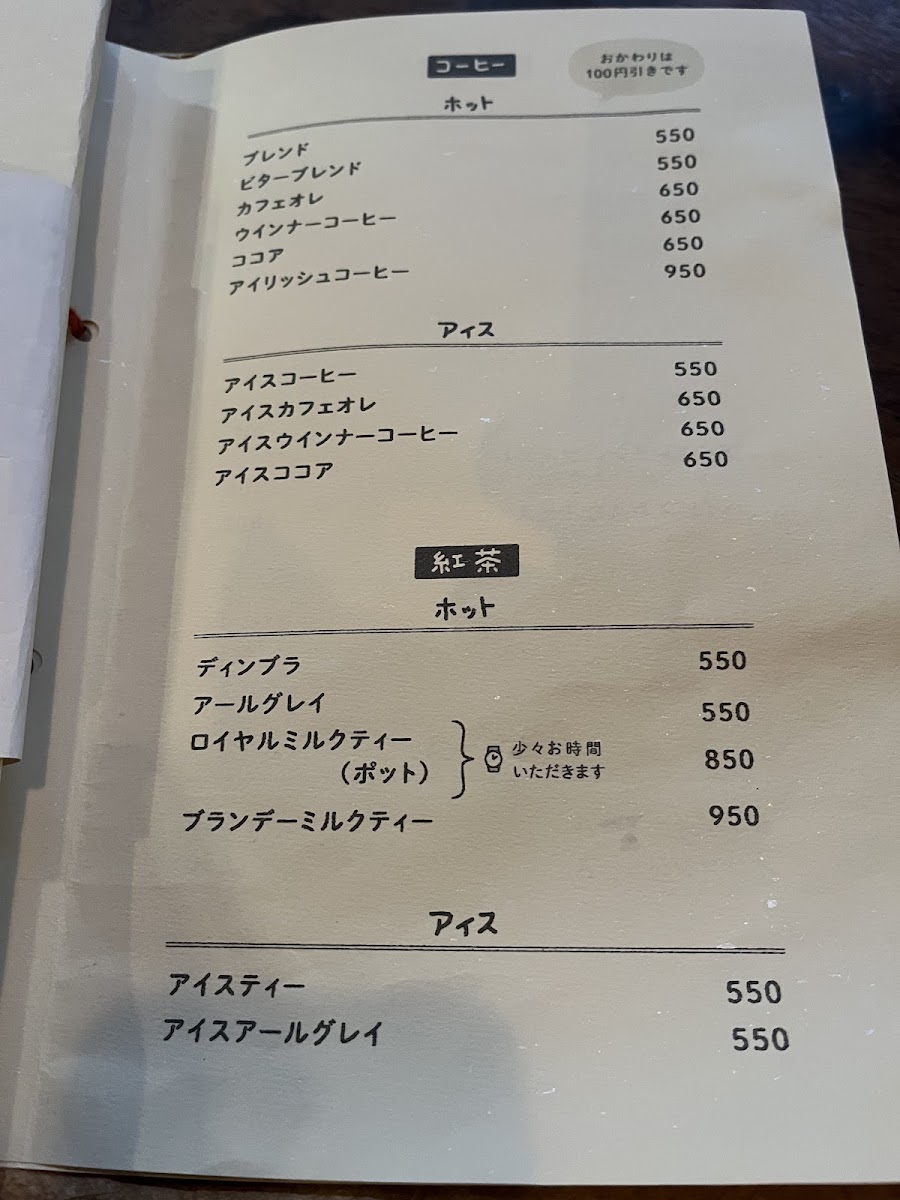 コーヒー
おかわりは
100円引きです
ホット
ブレンド 550
ビターブレンド 550
カフェオレ 650
ウインナーコーヒー 650
ココア 650
アイリッシュコーヒー 950
アイス
アイスコーヒー 550
アイスカフェオレ 650
アイスウインナーコーヒー 650
アイスココア 650
紅茶
ホット
ディンブラ 550
アールグレイ 550
ロイヤルミルクティー
(ポット) 850
少々お時間
いただきます
ブランデーミルクティー 950
アイス
アイスティー 550
アイスアールグレイ 550